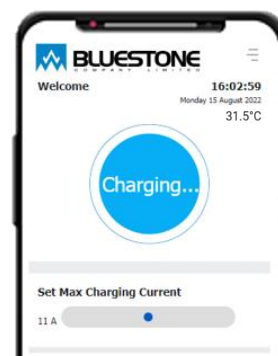 BLUESTONE
COMPANY LIMITED
Welcome
16:02:59
Monday 15 August 2022
31.5°C
Charging...
Set Max Charging Current
11 A